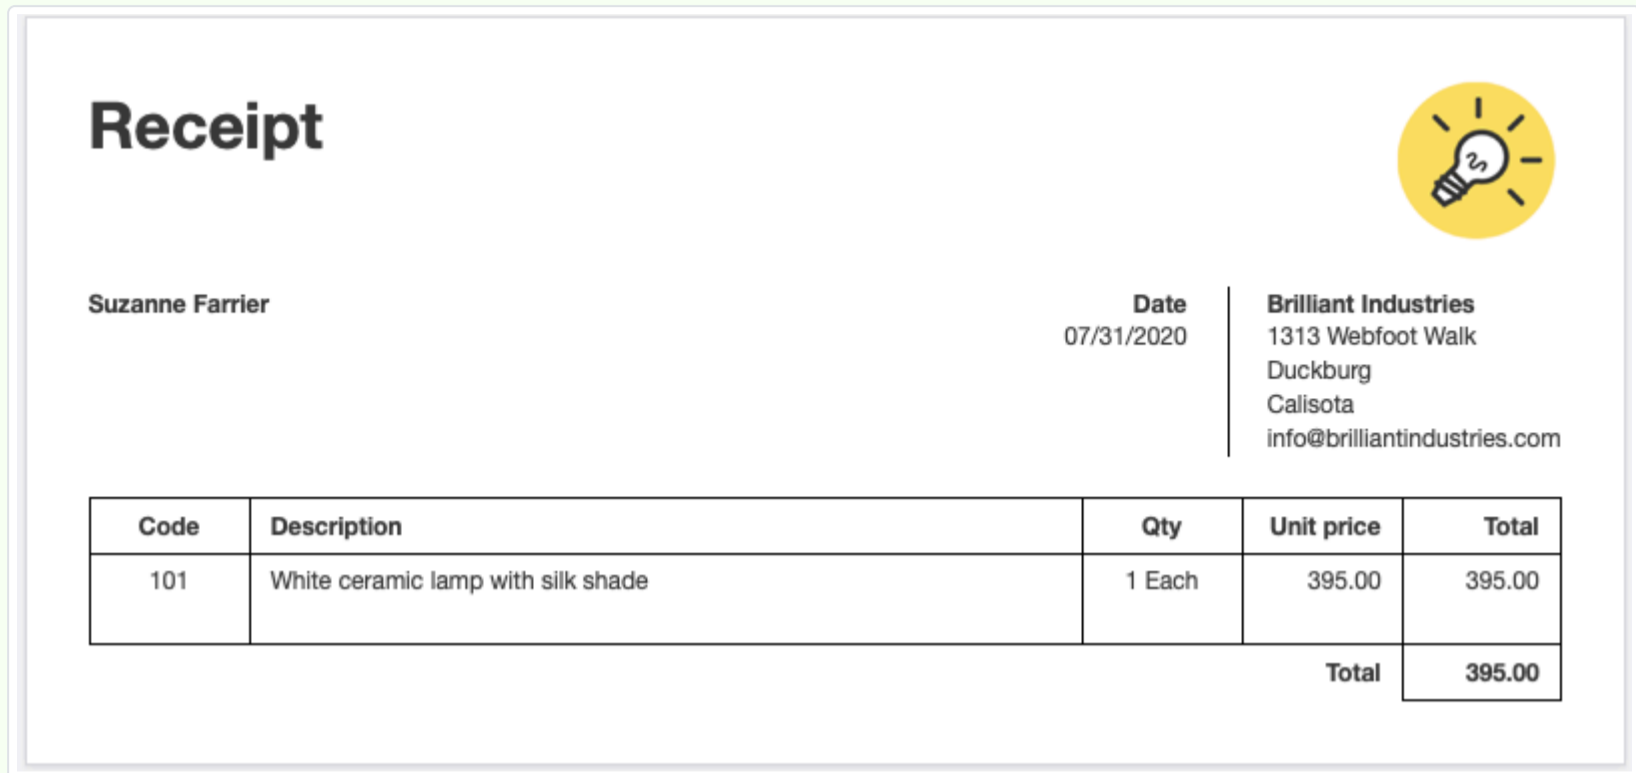 Receipt
Suzanne Farrier
Date
07/31/2020
Brilliant Industries
1313 Webfoot Walk
Duckburg
Calisota
info@brilliantindustries.com
Code Description Qty Unit price Total
101 White ceramic lamp with silk shade 1 Each 395.00 395.00
Total 395.00